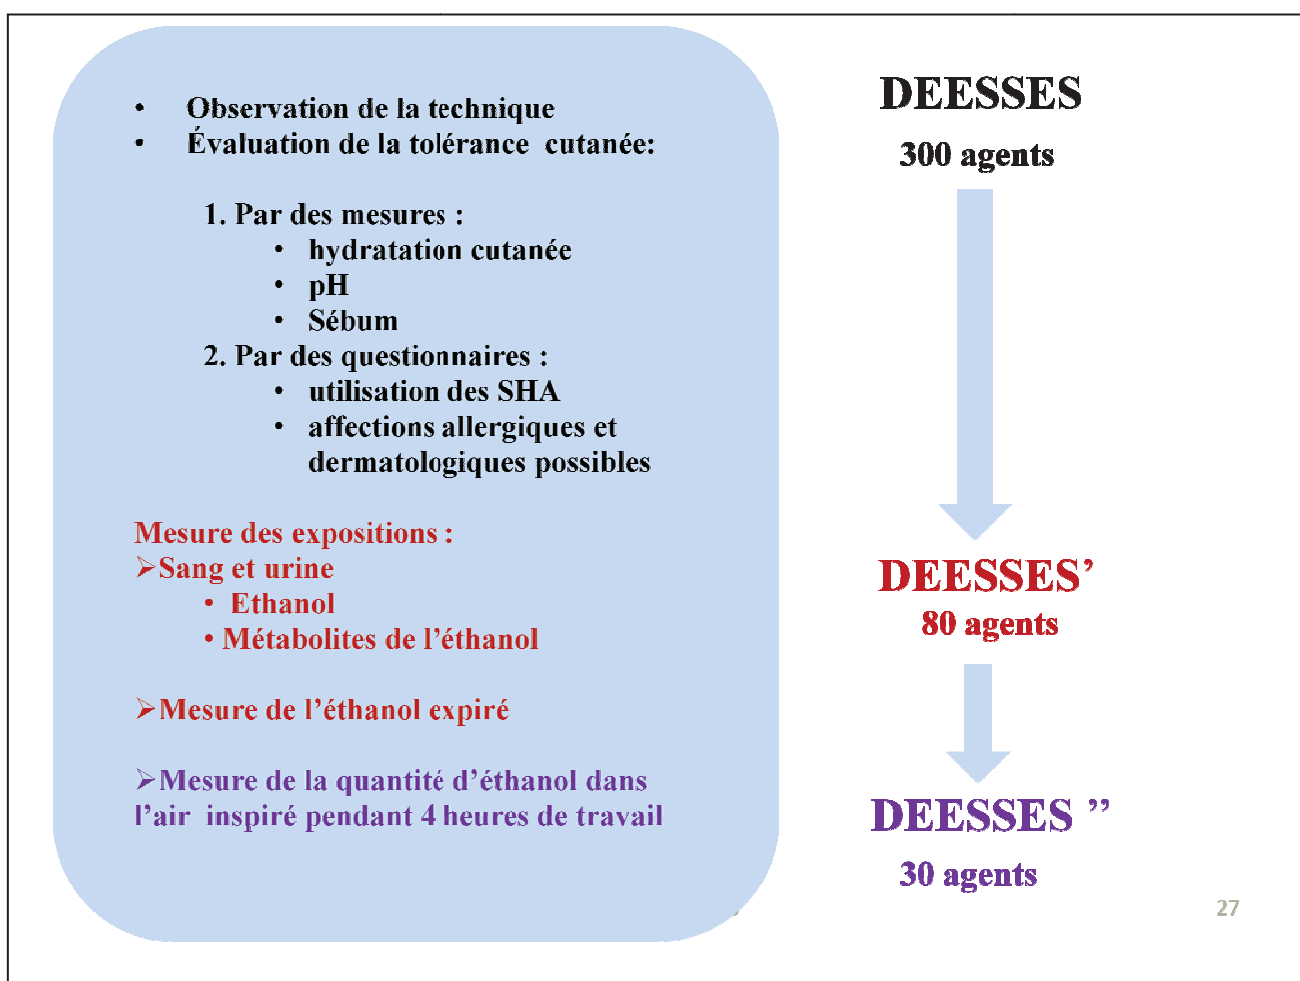 • Observation de la technique
• Évaluation de la tolérance cutanée:
1. Par des mesures :
• hydratation cutanée
• pH
• Sébum
2. Par des questionnaires :
• utilisation des SHA
• affections allergiques et
dermatologiques possibles
Mesure des expositions :
➢Sang et urine
• Ethanol
• Métabolites de l’éthanol
➢Mesure de l’éthanol expiré
➢Mesure de la quantité d’éthanol dans
l’air inspiré pendant 4 heures de travail
DEESSES
300 agents
DEESSES’
80 agents
DEESSES ’’
30 agents
27